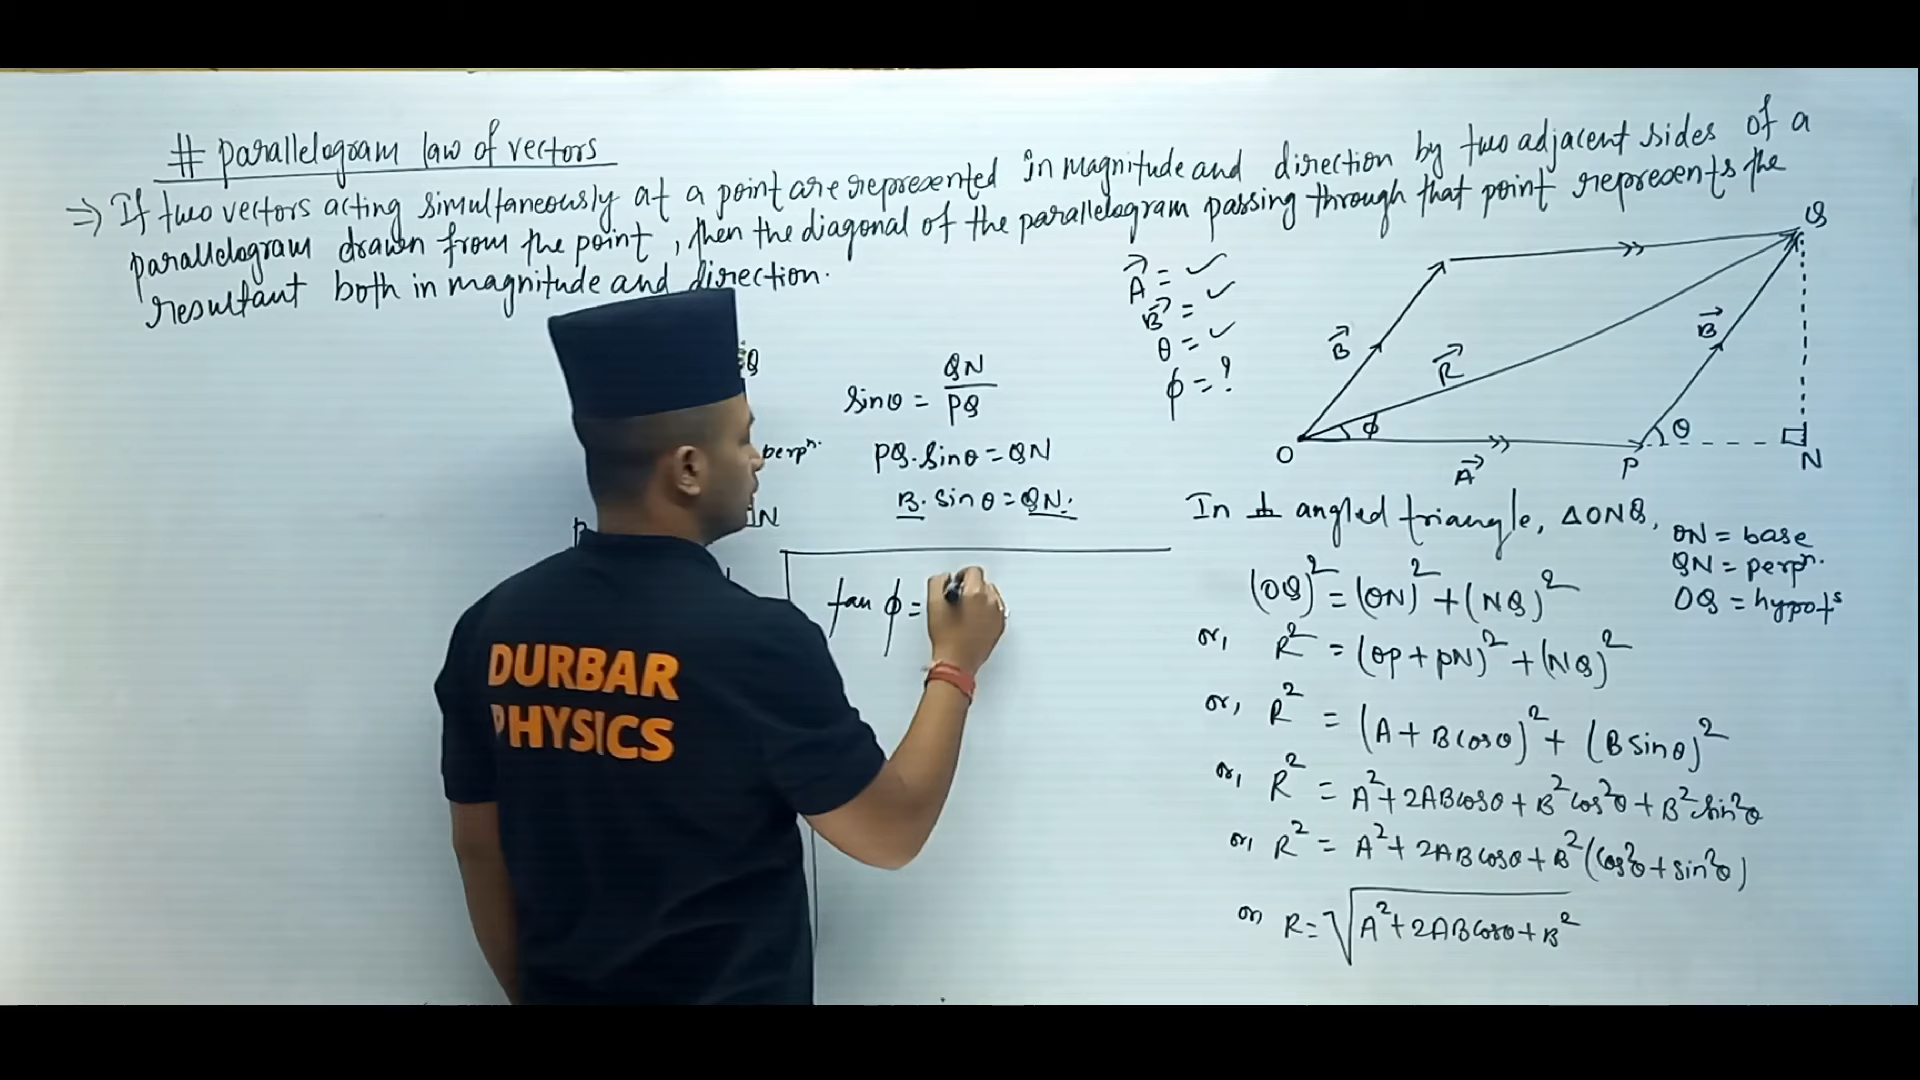 # parallelogram law of vectors
⇒ If two vectors acting simultaneously at a point are represented in magnitude and direction by two adjacent sides of a
parallelogram drawn from the point, then the diagonal of the parallelogram passing through that point represents the
resultant both in magnitude and direction.
A⃗ = ✓
B⃗ = ✓
θ = ✓
ϕ = ?
Q
B⃗
R⃗
B⃗
ϕ
θ
O
A⃗
P
N
Q
perpⁿ.
N
sinθ = QN/PQ
PQ.sinθ = QN
B. sinθ = QN.
tan ϕ =
DURBAR
PHYSICS
In ⊥ angled triangle, ΔONQ,
ON = base
QN = perpⁿ.
OQ = hypotˢ
(OQ)² = (ON)² + (NQ)²
or, R² = (OP + PN)² + (NQ)²
or, R² = (A + Bcosθ)² + (Bsinθ)²
or, R² = A² + 2ABcosθ + B²cos²θ + B²sin²θ
or, R² = A² + 2ABcosθ + B²(cos²θ + sin²θ)
or R = √A² + 2ABcosθ + B²